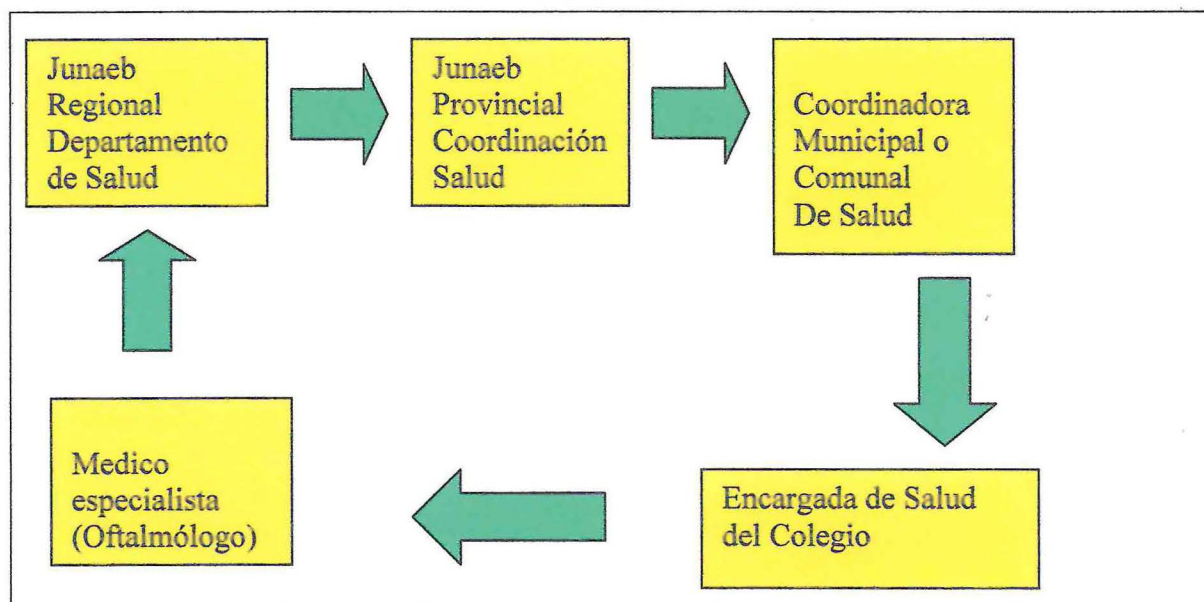 Junaeb
Regional
Departamento
de Salud
Junaeb
Provincial
Coordinación
Salud
Coordinadora
Municipal o
Comunal
De Salud
Medico
especialista
(Oftalmólogo)
Encargada de Salud
del Colegio